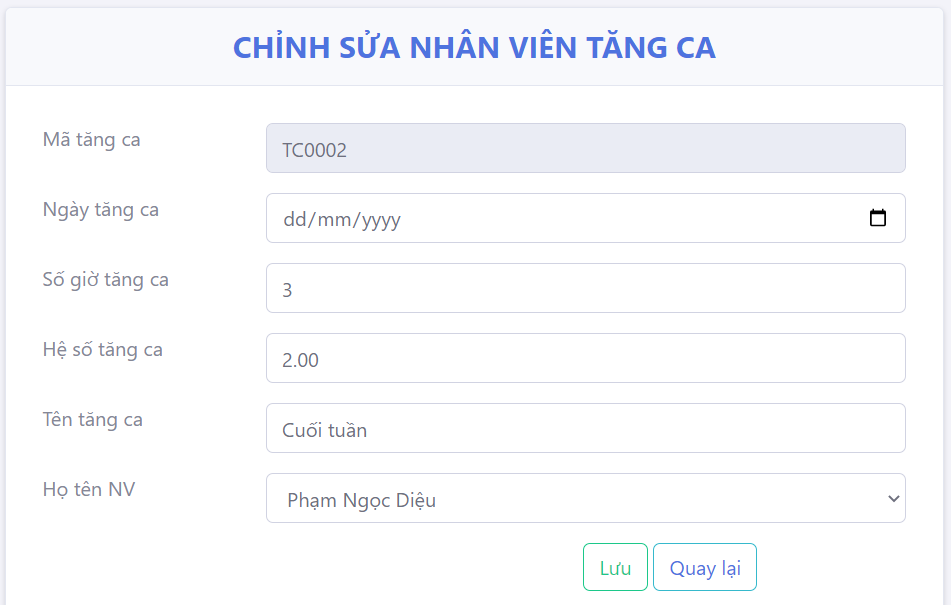 CHỈNH SỬA NHÂN VIÊN TĂNG CA
Mã tăng ca
TC0002
Ngày tăng ca
dd/mm/yyyy
Số giờ tăng ca
3
Hệ số tăng ca
2.00
Tên tăng ca
Cuối tuần
Họ tên NV
Phạm Ngọc Diệu
Lưu Quay lại